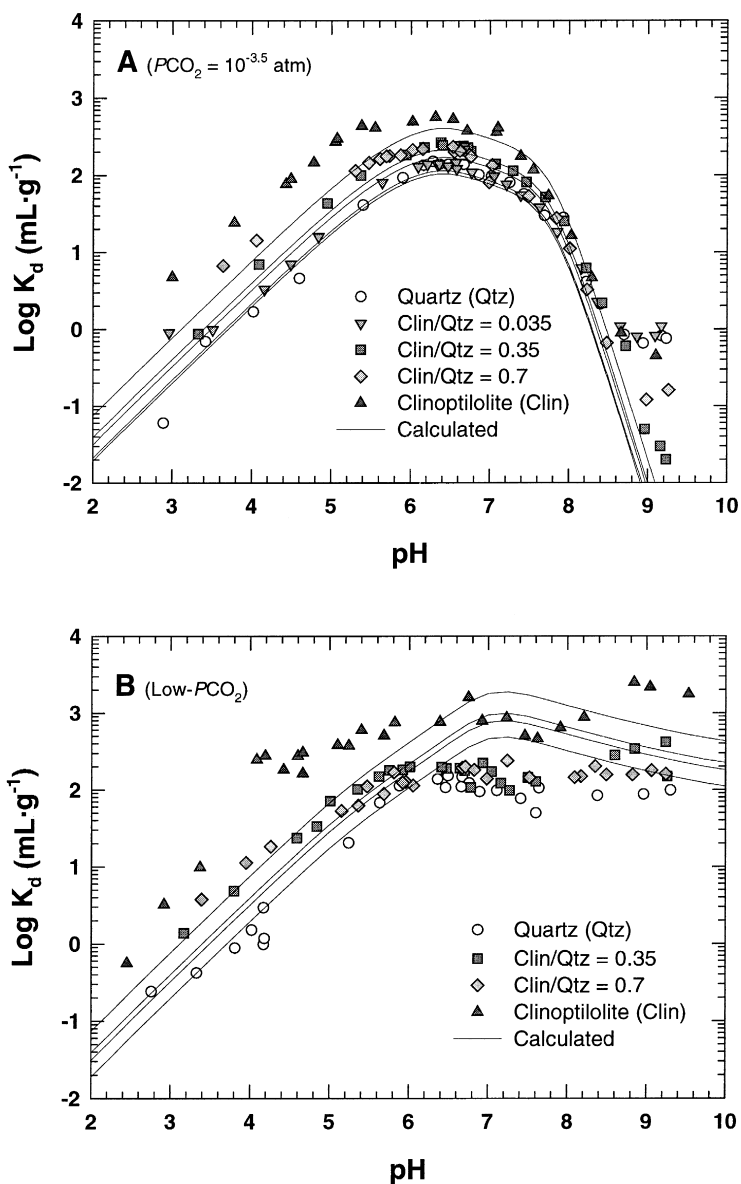 A (PCO₂ = 10⁻³·⁵ atm)
4
3
2
1
0
-1
-2
Log K_d (mL·g⁻¹)
Quartz (Qtz)
Clin/Qtz = 0.035
Clin/Qtz = 0.35
Clin/Qtz = 0.7
Clinoptilolite (Clin)
Calculated
2 3 4 5 6 7 8 9 10
pH
B (Low-PCO₂)
4
3
2
1
0
-1
-2
Log K_d (mL·g⁻¹)
Quartz (Qtz)
Clin/Qtz = 0.35
Clin/Qtz = 0.7
Clinoptilolite (Clin)
Calculated
2 3 4 5 6 7 8 9 10
pH